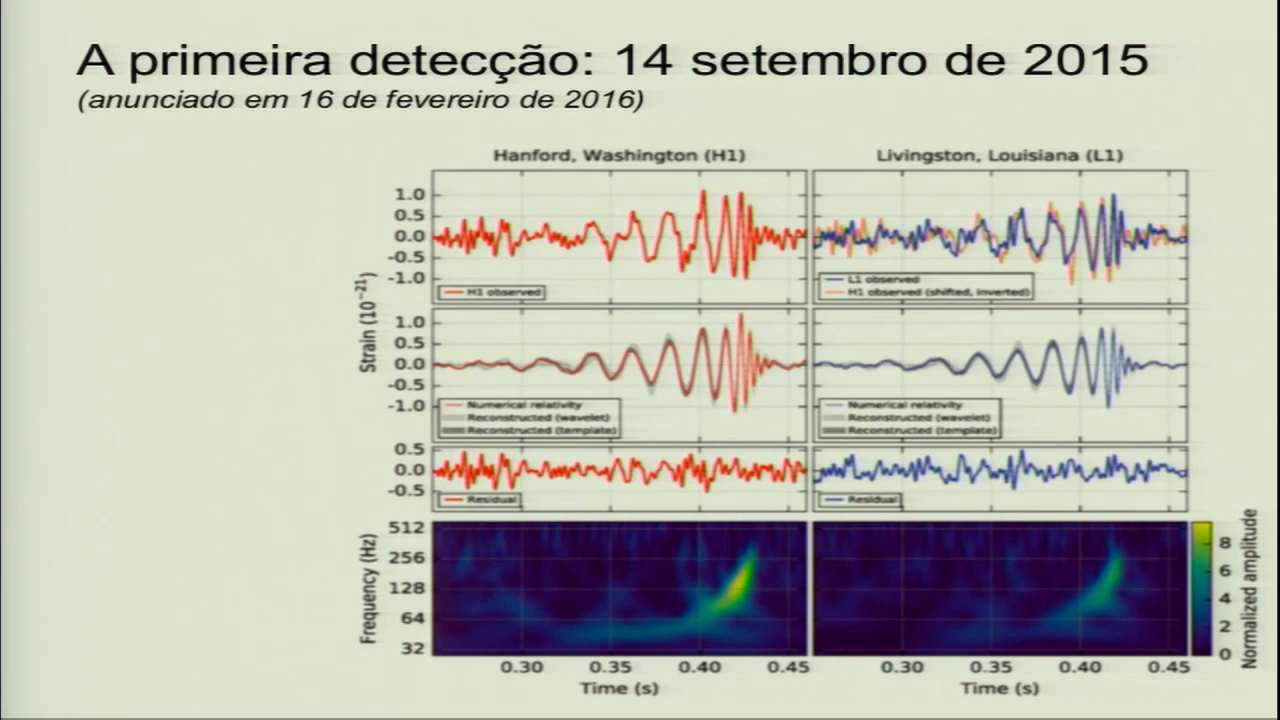 A primeira detecção: 14 setembro de 2015
(anunciado em 16 de fevereiro de 2016)
Hanford, Washington (H1)
Livingston, Louisiana (L1)
Strain (10⁻²¹)
1.0
0.5
0.0
-0.5
-1.0
H1 observed
L1 observed
H1 observed (shifted, inverted)
1.0
0.5
0.0
-0.5
-1.0
Numerical relativity
Reconstructed (wavelet)
Reconstructed (template)
Numerical relativity
Reconstructed (wavelet)
Reconstructed (template)
0.5
0.0
-0.5
Residual
Residual
Frequency (Hz)
512
256
128
64
32
Normalized amplitude
8
6
4
2
0
0.30 0.35 0.40 0.45
0.30 0.35 0.40 0.45
Time (s)
Time (s)